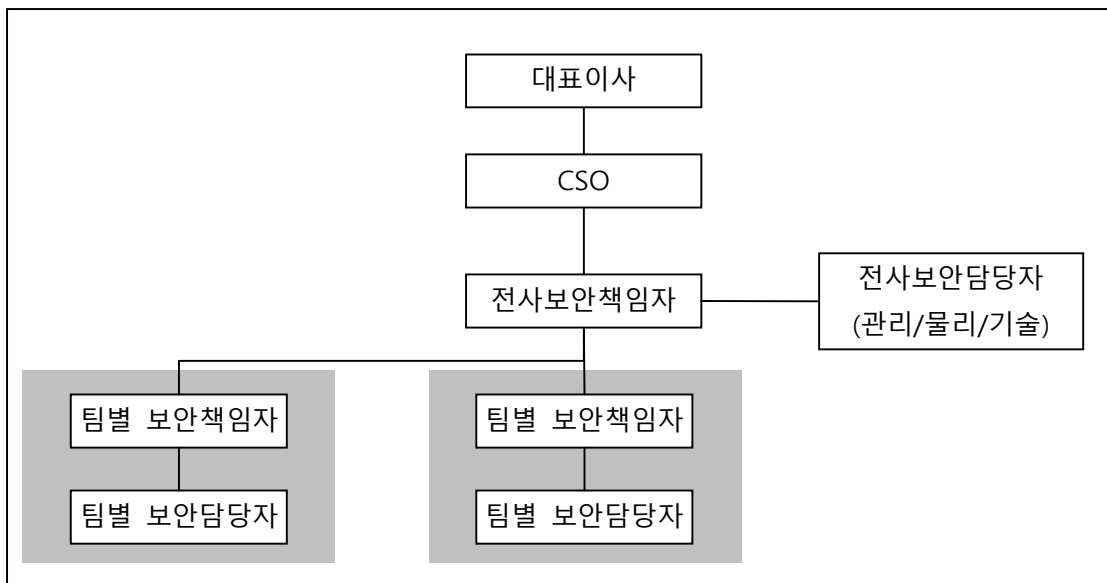 대표이사
CSO
전사보안책임자
전사보안담당자
(관리/물리/기술)
팀별 보안책임자
팀별 보안책임자
팀별 보안담당자
팀별 보안담당자